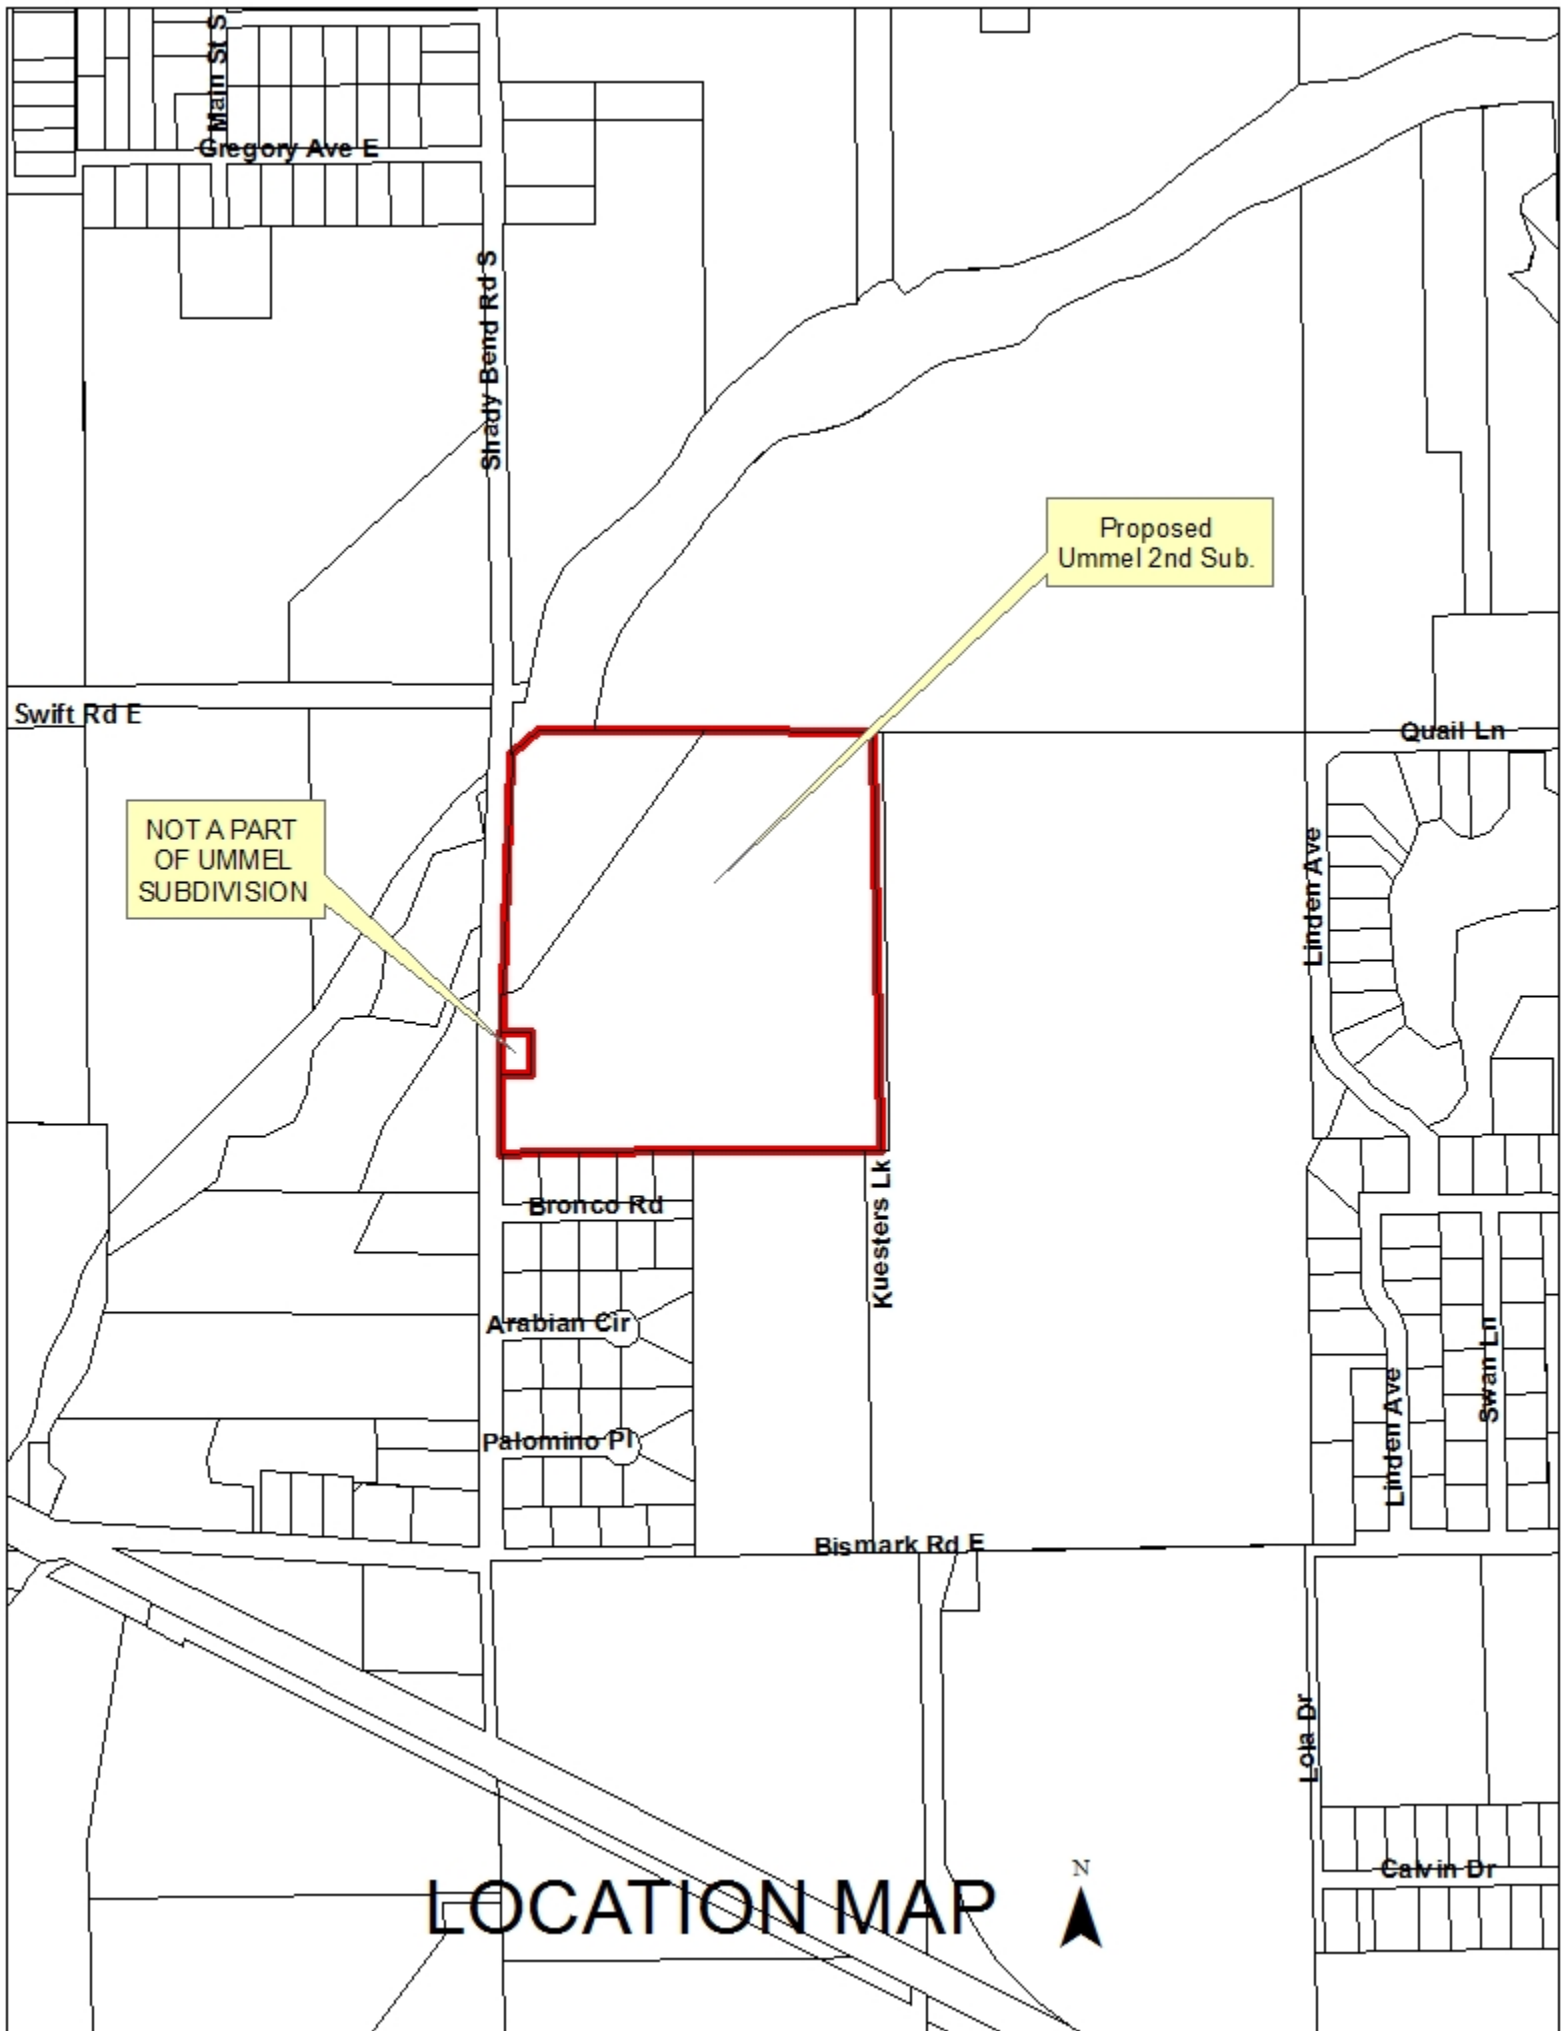 Main St S
Gregory Ave E
Shady Bend Rd S
Proposed
Ummel 2nd Sub.
Swift Rd E
Quail Ln
NOT A PART
OF UMMEL
SUBDIVISION
Linden Ave
Kuesters Lk
Bronco Rd
Arabian Cir
Swan Ln
Linden Ave
Palomino Pl
Bismark Rd E
Lola Dr
Calvin Dr
N
LOCATION MAP